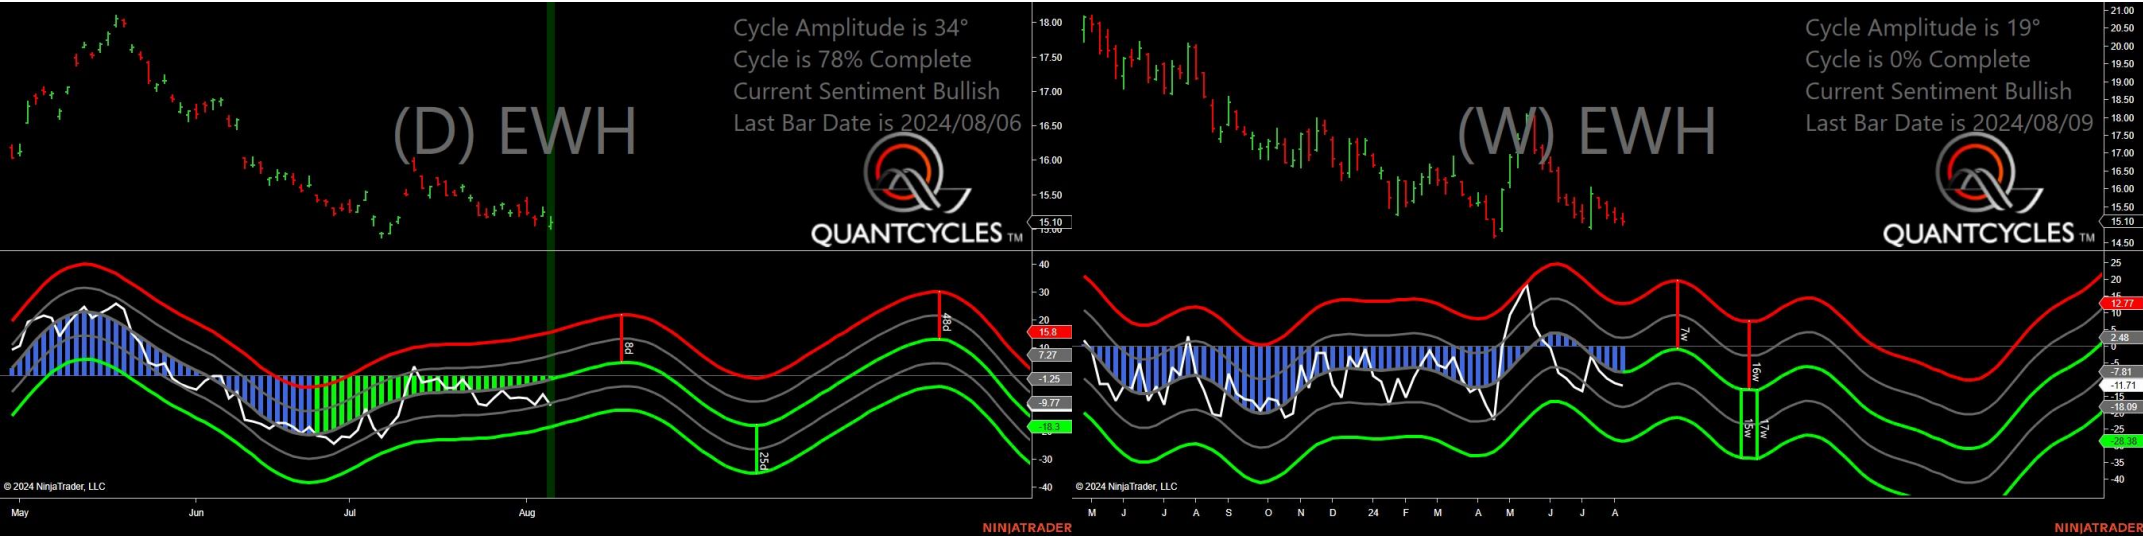 Cycle Amplitude is 34°
Cycle is 78% Complete
Current Sentiment Bullish
Last Bar Date is 2024/08/06
(D) EWH
QUANTCYCLES TM
18.00
17.50
17.00
16.50
16.00
15.50
15.10
15.00
40
30
20
15.8
10
7.27
-1.25
-9.77
-18.3
-30
-40
8d
25d
48d
© 2024 NinjaTrader, LLC
May Jun Jul Aug
NINJATRADER
Cycle Amplitude is 19°
Cycle is 0% Complete
Current Sentiment Bullish
Last Bar Date is 2024/08/09
(W) EWH
QUANTCYCLES TM
21.00
20.50
20.00
19.50
19.00
18.50
18.00
17.50
17.00
16.50
16.00
15.50
15.10
14.50
25
20
15
12.77
10
5
2.48
0
-5
-7.81
-11.71
-15
-18.09
-25
-28.38
-35
-40
7w
16w
15w
17w
© 2024 NinjaTrader, LLC
M J J A S O N D 24 F M A M J J A
NINJATRADER